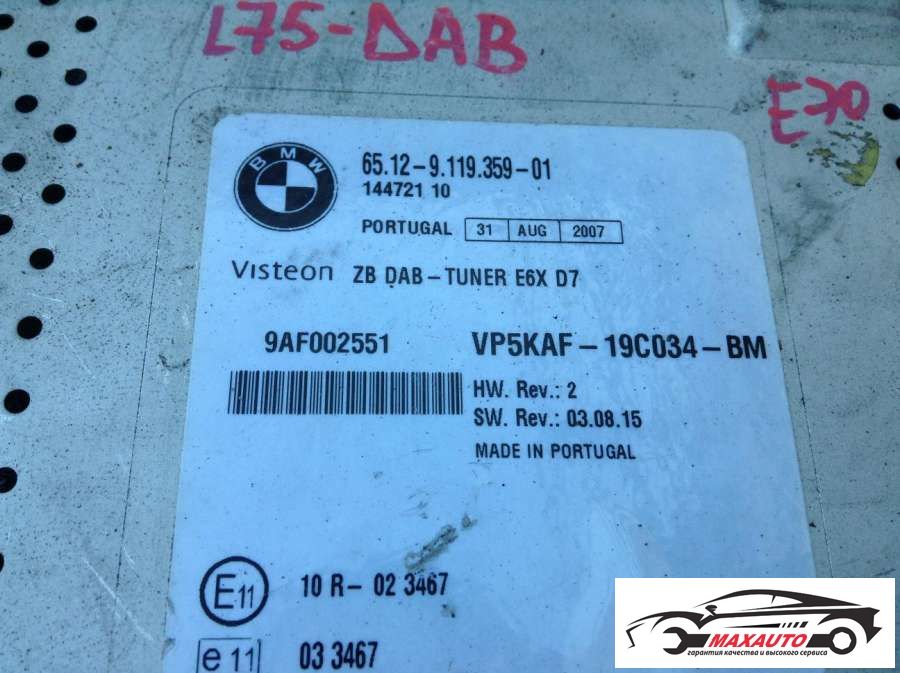 L75-DAB
E70
BMW
65.12-9.119.359-01
144721 10
PORTUGAL 31 AUG 2007
Visteon ZB DAB-TUNER E6X D7
9AF002551
VP5KAF-19C034-BM
HW. Rev.: 2
SW. Rev.: 03.08.15
MADE IN PORTUGAL
E11 10 R-02 3467
e 11 03 3467
MAXAUTO
гарантия качества и высокого сервиса